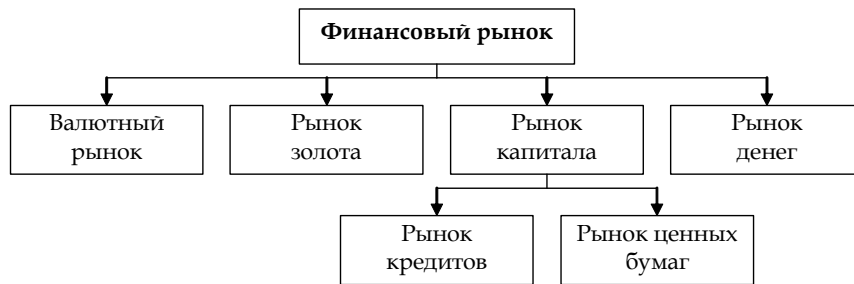 Финансовый рынок
Валютный
рынок
Рынок
золота
Рынок
капитала
Рынок
денег
Рынок
кредитов
Рынок ценных
бумаг